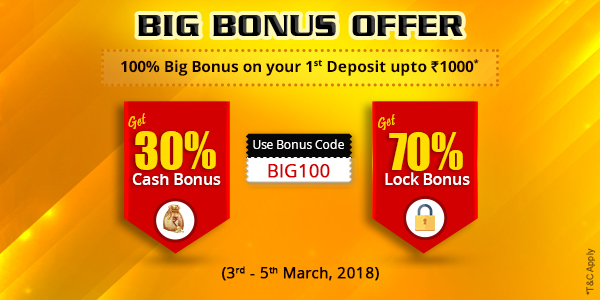 BIG BONUS OFFER
100% Big Bonus on your 1st Deposit upto ₹1000*
Get
30%
Cash Bonus
Use Bonus Code
BIG100
Get
70%
Lock Bonus
(3rd - 5th March, 2018)
*T&C Apply